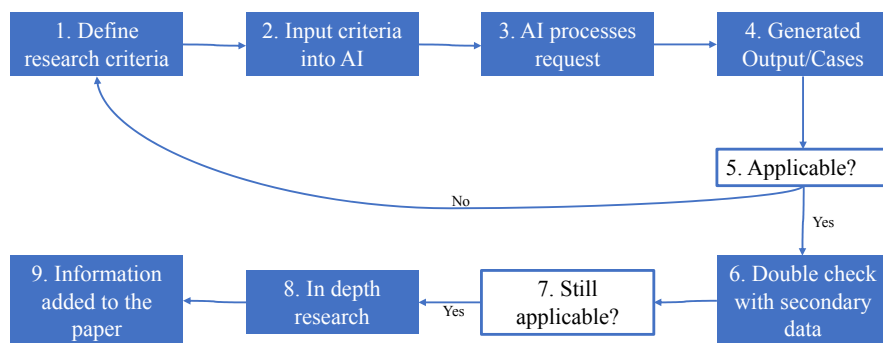 1. Define
research criteria
2. Input criteria
into AI
3. AI processes
request
4. Generated
Output/Cases
5. Applicable?
No
Yes
6. Double check
with secondary
data
7. Still
applicable?
Yes
8. In depth
research
9. Information
added to the
paper